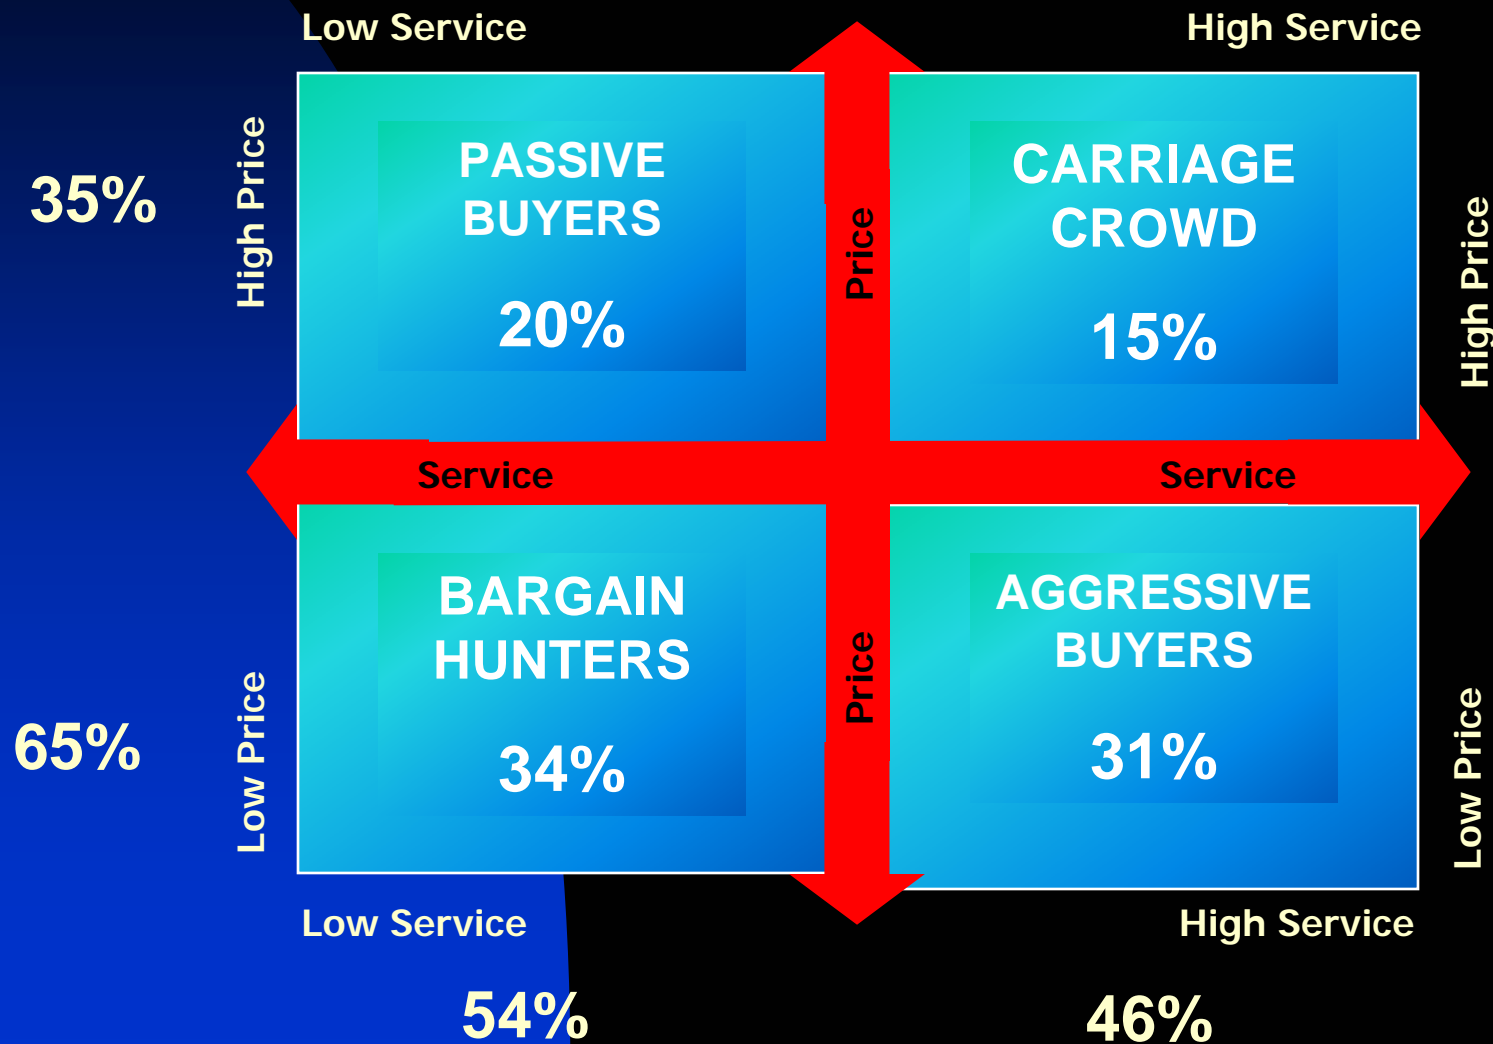 Low Service
High Service
35%
High Price
PASSIVE
BUYERS
20%
Price
CARRIAGE
CROWD
15%
High Price
Service
Service
65%
Low Price
BARGAIN
HUNTERS
34%
Price
AGGRESSIVE
BUYERS
31%
Low Price
Low Service
High Service
54%
46%